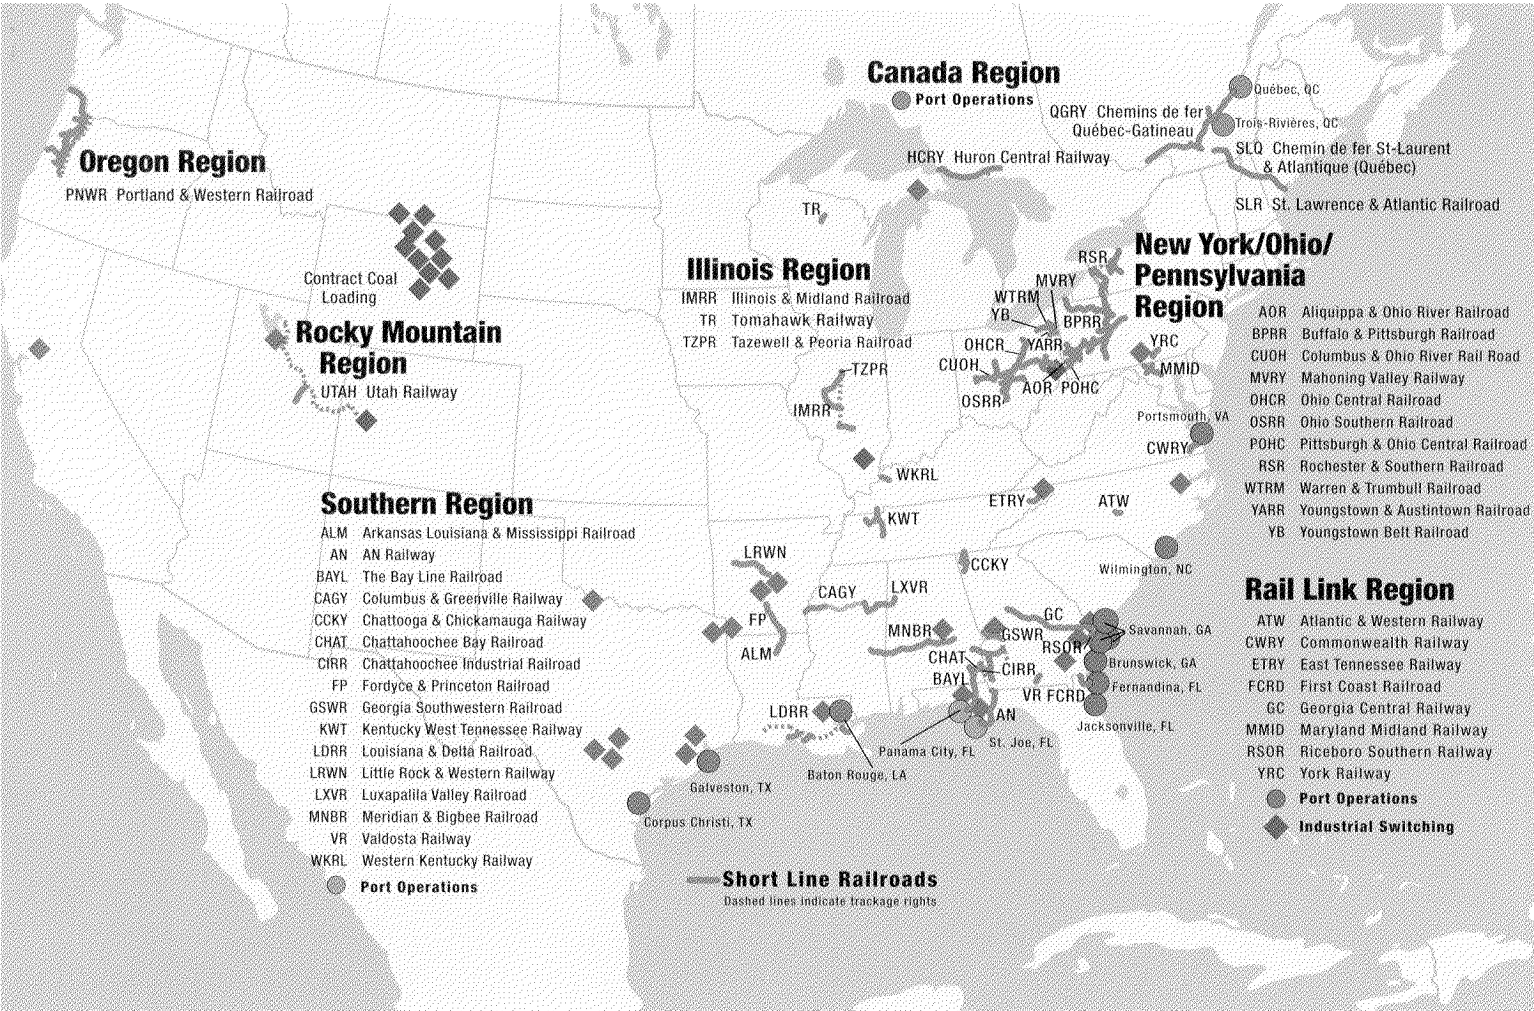 Canada Region
Port Operations
Québec, QC
QGRY Chemins de fer
Québec-Gatineau
Trois-Rivières, QC
SLQ Chemin de fer St-Laurent
& Atlantique (Québec)
HCRY Huron Central Railway
SLR St. Lawrence & Atlantic Railroad
Oregon Region
PNWR Portland & Western Railroad
Contract Coal
Loading
Rocky Mountain
Region
UTAH Utah Railway
TR
Illinois Region
IMRR Illinois & Midland Railroad
TR Tomahawk Railway
TZPR Tazewell & Peoria Railroad
TZPR
IMRR
New York/Ohio/
Pennsylvania
Region
AOR Aliquippa & Ohio River Railroad
BPRR Buffalo & Pittsburgh Railroad
CUOH Columbus & Ohio River Rail Road
MVRY Mahoning Valley Railway
OHCR Ohio Central Railroad
OSRR Ohio Southern Railroad
POHC Pittsburgh & Ohio Central Railroad
RSR Rochester & Southern Railroad
WTRM Warren & Trumbull Railroad
YARR Youngstown & Austintown Railroad
YB Youngstown Belt Railroad
RSR
MVRY
WTRM
YB
BPRR
OHCR
YARR
CUOH
AOR POHC
OSRR
YRC
MMID
Portsmouth, VA
CWRY
WKRL
ETRY
ATW
KWT
Wilmington, NC
LRWN
CCKY
CAGY
LXVR
FP
ALM
MNBR
GC
GSWR
RSOR
Savannah, GA
CHAT
CIRR
BAYL
Brunswick, GA
VR FCRD
Fernandina, FL
Jacksonville, FL
AN
St. Joe, FL
Panama City, FL
LDRR
Baton Rouge, LA
Galveston, TX
Corpus Christi, TX
Southern Region
ALM Arkansas Louisiana & Mississippi Railroad
AN AN Railway
BAYL The Bay Line Railroad
CAGY Columbus & Greenville Railway
CCKY Chattooga & Chickamauga Railway
CHAT Chattahoochee Bay Railroad
CIRR Chattahoochee Industrial Railroad
FP Fordyce & Princeton Railroad
GSWR Georgia Southwestern Railroad
KWT Kentucky West Tennessee Railway
LDRR Louisiana & Delta Railroad
LRWN Little Rock & Western Railway
LXVR Luxapalila Valley Railroad
MNBR Meridian & Bigbee Railroad
VR Valdosta Railway
WKRL Western Kentucky Railway
Port Operations
Rail Link Region
ATW Atlantic & Western Railway
CWRY Commonwealth Railway
ETRY East Tennessee Railway
FCRD First Coast Railroad
GC Georgia Central Railway
MMID Maryland Midland Railway
RSOR Riceboro Southern Railway
YRC York Railway
Port Operations
Industrial Switching
Short Line Railroads
Dashed lines indicate trackage rights